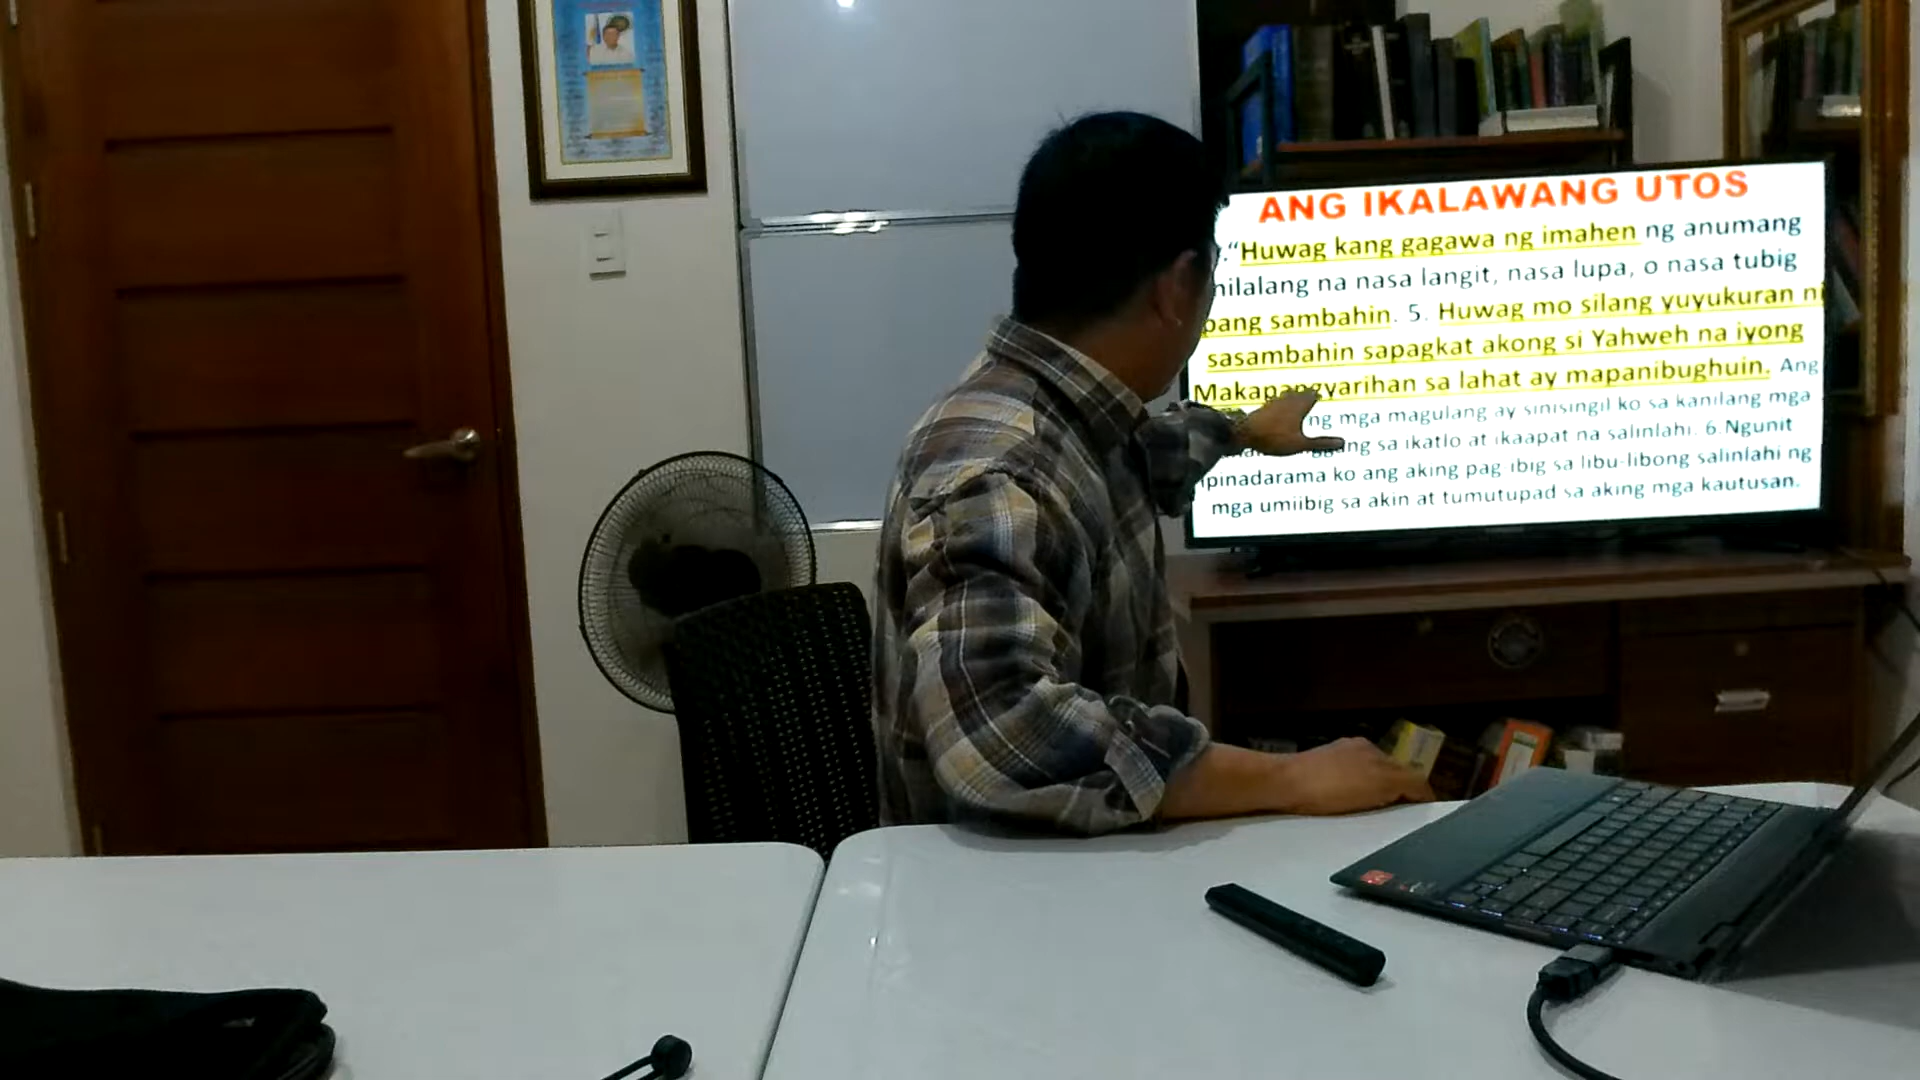 ANG IKALAWANG UTOS
"Huwag kang gagawa ng imahen ng anumang
nilalang na nasa langit, nasa lupa, o nasa tubig
pang sambahin. 5. Huwag mo silang yuyukuran ni
sasambahin sapagkat akong si Yahweh na iyong
Makapangyarihan sa lahat ay mapanibughuin. Ang
ng mga magulang ay sinisingil ko sa kanilang mga
sa ikatlo at ikaapat na salinlahi. 6.Ngunit
ipinadarama ko ang aking pag ibig sa libu-libong salinlahi ng
mga umiibig sa akin at tumutupad sa aking mga kautusan.